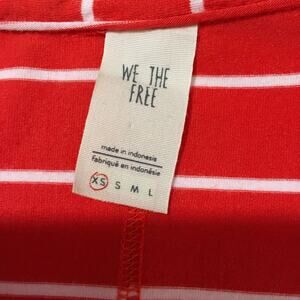 WE THE
FREE
made in indonesia
fabriqué en indonésie
XS S M L